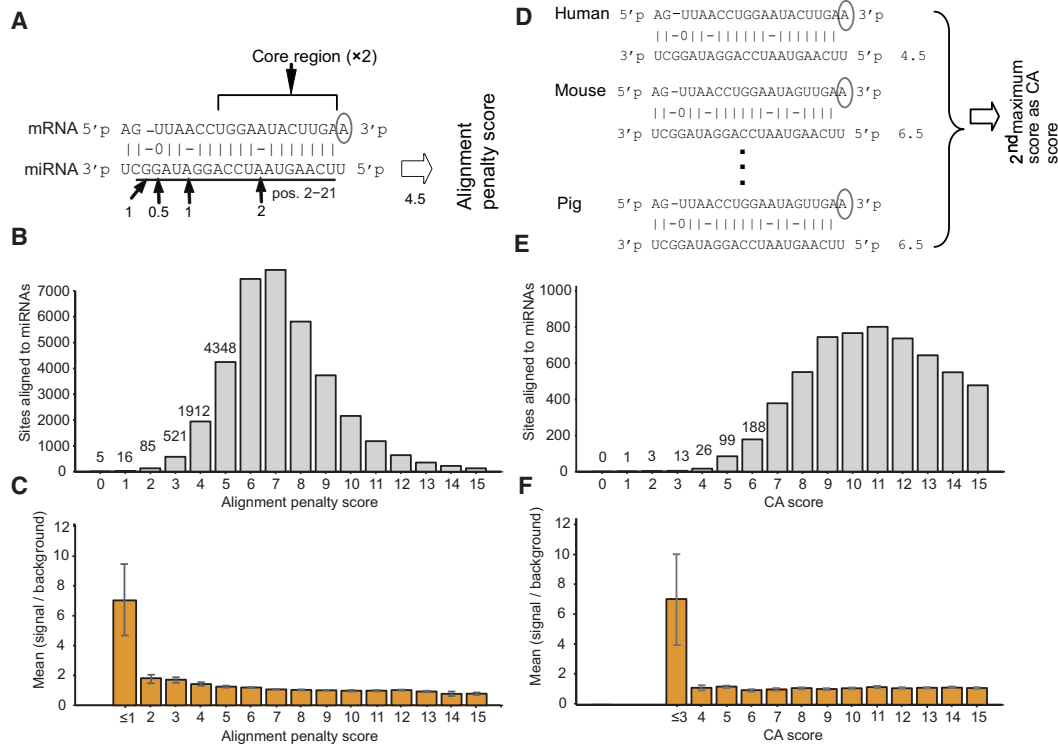 A
Core region (×2)
mRNA 5'p AG-UUAACCUGGAAUACUUGAA 3'p
||-0||-||||||-|||||||
miRNA 3'p UCGGAUAGGACCUAAUGAACUU 5'p
pos. 2-21
1
0.5
1
2
4.5
Alignment
penalty score
B
Sites aligned to miRNAs
7000
6000
5000
4000
3000
2000
1000
0
5
16
85
521
1912
4348
0 1 2 3 4 5 6 7 8 9 10 11 12 13 14 15
Alignment penalty score
C
Mean (signal / background)
12
10
8
6
4
2
0
≤1 2 3 4 5 6 7 8 9 10 11 12 13 14 15
Alignment penalty score
D
Human 5'p AG-UUAACCUGGAAUACUUGAA 3'p
||-0||-||||||-|||||||
3'p UCGGAUAGGACCUAAUGAACUU 5'p 4.5
Mouse 5'p AG-UUAACCUGGAAUAGUUGAA 3'p
||-0||-||||||-||-||||
3'p UCGGAUAGGACCUAAUGAACUU 5'p 6.5
Pig 5'p AG-UUAACCUGGAAUAGUUGAA 3'p
||-0||-||||||-||-||||
3'p UCGGAUAGGACCUAAUGAACUU 5'p 6.5
2nd maximum
score as CA
score
E
Sites aligned to miRNAs
1000
800
600
400
200
0
0
1
3
13
26
99
188
0 1 2 3 4 5 6 7 8 9 10 11 12 13 14 15
CA score
F
Mean (signal / background)
12
10
8
6
4
2
0
≤3 4 5 6 7 8 9 10 11 12 13 14 15
CA score